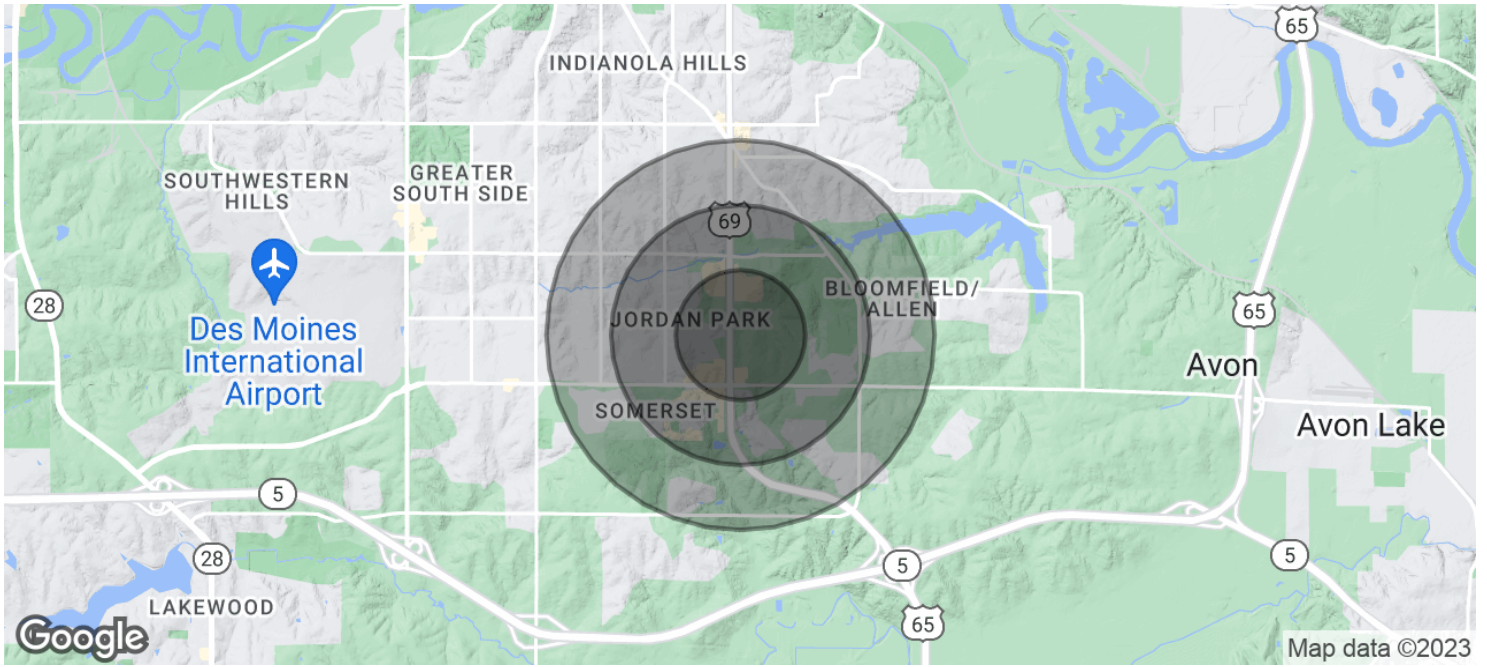 65
INDIANOLA HILLS
GREATER
SOUTH SIDE
SOUTHWESTERN
HILLS
69
28
Des Moines
International
Airport
BLOOMFIELD/
ALLEN
65
JORDAN PARK
Avon
SOMERSET
Avon Lake
5
28
5
5
LAKEWOOD
65
Google
Map data ©2023